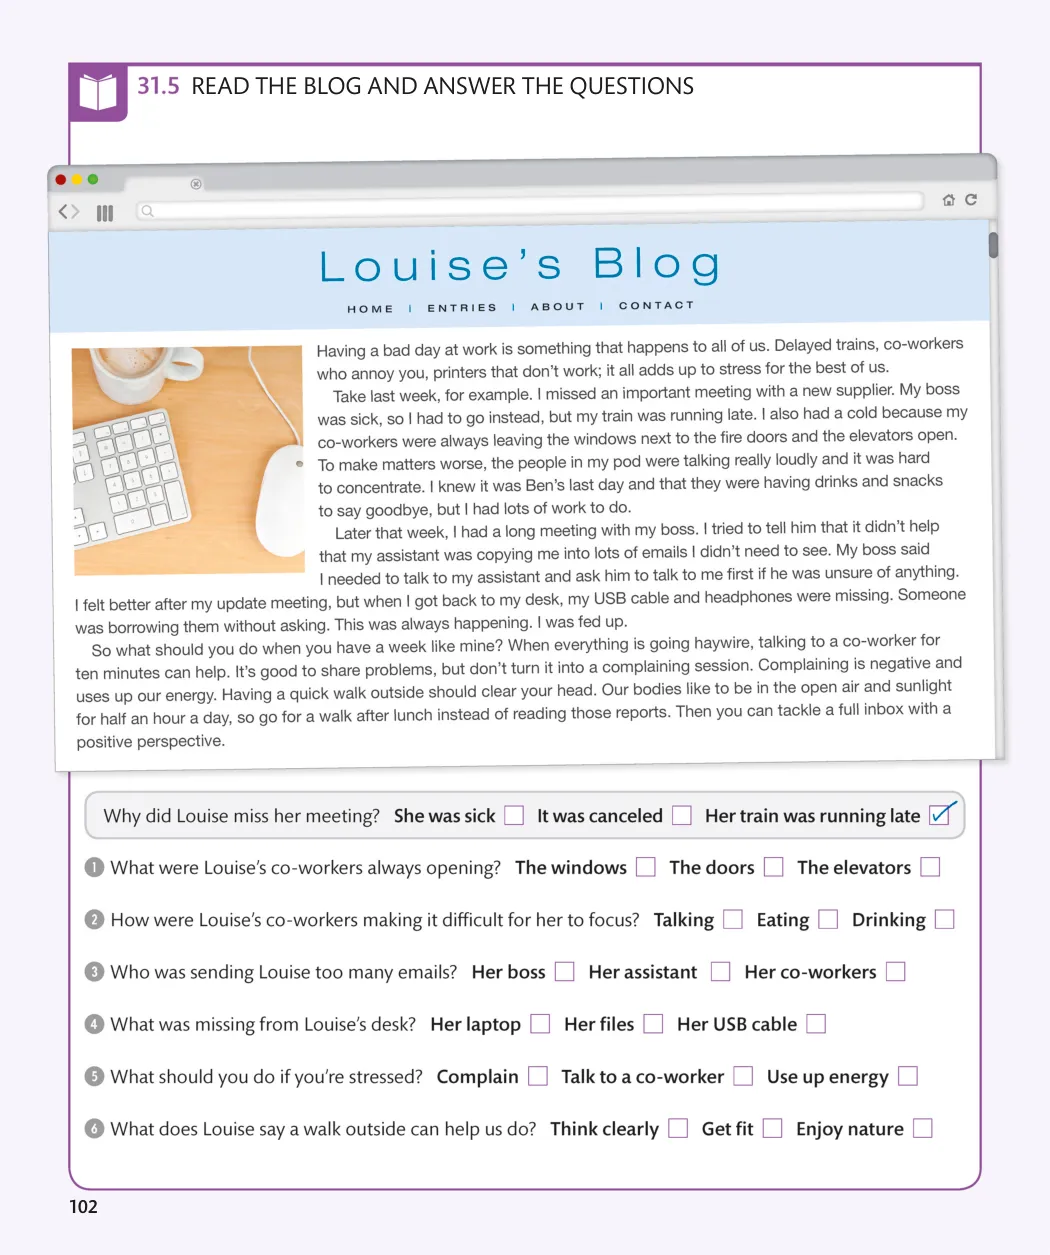 31.5 READ THE BLOG AND ANSWER THE QUESTIONS
Louise's Blog
HOME | ENTRIES | ABOUT | CONTACT
Having a bad day at work is something that happens to all of us. Delayed trains, co-workers
who annoy you, printers that don't work; it all adds up to stress for the best of us.
Take last week, for example. I missed an important meeting with a new supplier. My boss
was sick, so I had to go instead, but my train was running late. I also had a cold because my
co-workers were always leaving the windows next to the fire doors and the elevators open.
To make matters worse, the people in my pod were talking really loudly and it was hard
to concentrate. I knew it was Ben's last day and that they were having drinks and snacks
to say goodbye, but I had lots of work to do.
Later that week, I had a long meeting with my boss. I tried to tell him that it didn't help
that my assistant was copying me into lots of emails I didn't need to see. My boss said
I needed to talk to my assistant and ask him to talk to me first if he was unsure of anything.
I felt better after my update meeting, but when I got back to my desk, my USB cable and headphones were missing. Someone
was borrowing them without asking. This was always happening. I was fed up.
So what should you do when you have a week like mine? When everything is going haywire, talking to a co-worker for
ten minutes can help. It's good to share problems, but don't turn it into a complaining session. Complaining is negative and
uses up our energy. Having a quick walk outside should clear your head. Our bodies like to be in the open air and sunlight
for half an hour a day, so go for a walk after lunch instead of reading those reports. Then you can tackle a full inbox with a
positive perspective.
Why did Louise miss her meeting? She was sick It was canceled Her train was running late
1 What were Louise's co-workers always opening? The windows The doors The elevators
2 How were Louise's co-workers making it difficult for her to focus? Talking Eating Drinking
3 Who was sending Louise too many emails? Her boss Her assistant Her co-workers
4 What was missing from Louise's desk? Her laptop Her files Her USB cable
5 What should you do if you're stressed? Complain Talk to a co-worker Use up energy
6 What does Louise say a walk outside can help us do? Think clearly Get fit Enjoy nature
102